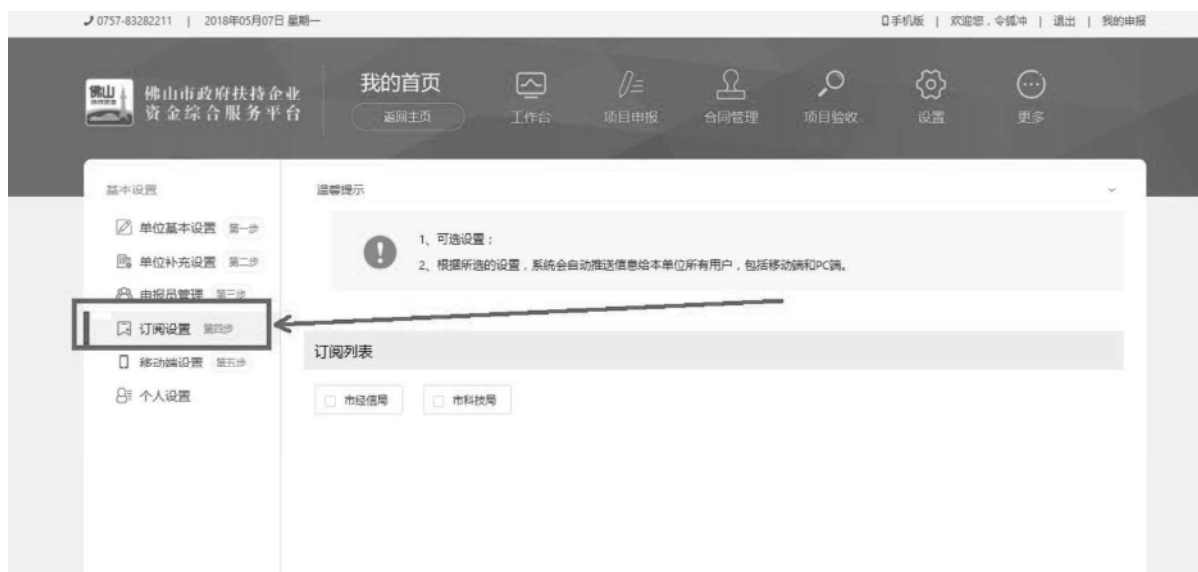 0757-83282211 | 2018年05月07日 星期一
手机版 | 欢迎您,令狐冲 | 退出 | 我的申报
佛山
佛山市政府扶持企业
资金综合服务平台
我的首页
返回主页
工作台
项目申报
合同管理
项目验收
设置
更多
基本设置
单位基本设置 第一步
单位补充设置 第二步
申报员管理 第三步
订阅设置 第四步
移动端设置 第五步
个人设置
温馨提示
1、可选设置;
2、根据所选的设置,系统会自动推送信息给本单位所有用户,包括移动端和PC端。
订阅列表
市经信局
市科技局